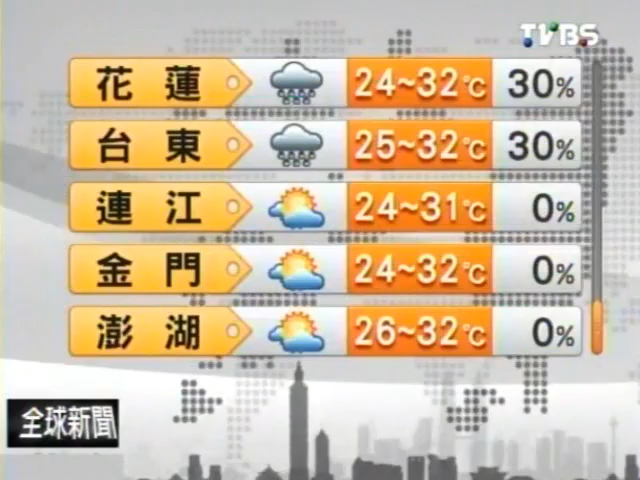 TVBS
花蓮 24~32℃ 30%
台東 25~32℃ 30%
連江 24~31℃ 0%
金門 24~32℃ 0%
澎湖 26~32℃ 0%
全球新聞